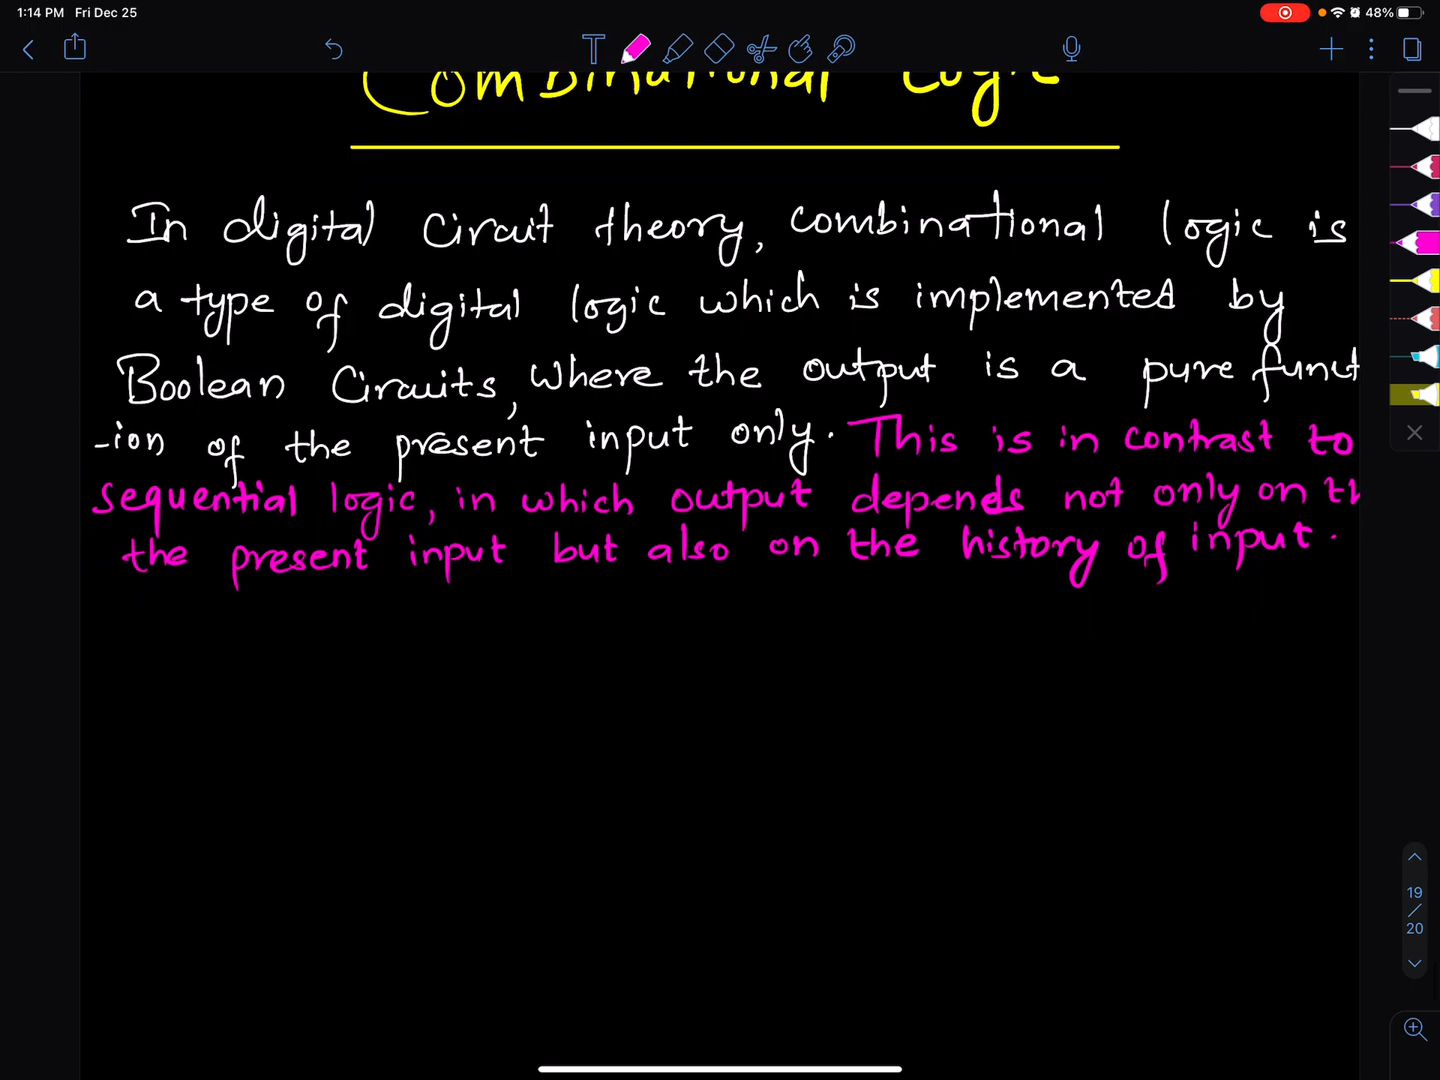 1:14 PM Fri Dec 25
48%
T
Combinational Logic
In digital Circuit theory, combinational logic is
a type of digital logic which is implemented by
Boolean Circuits, where the output is a pure funct
-ion of the present input only. This is in contrast to
sequential logic, in which output depends not only on th
the present input but also on the history of input.
19
/
20